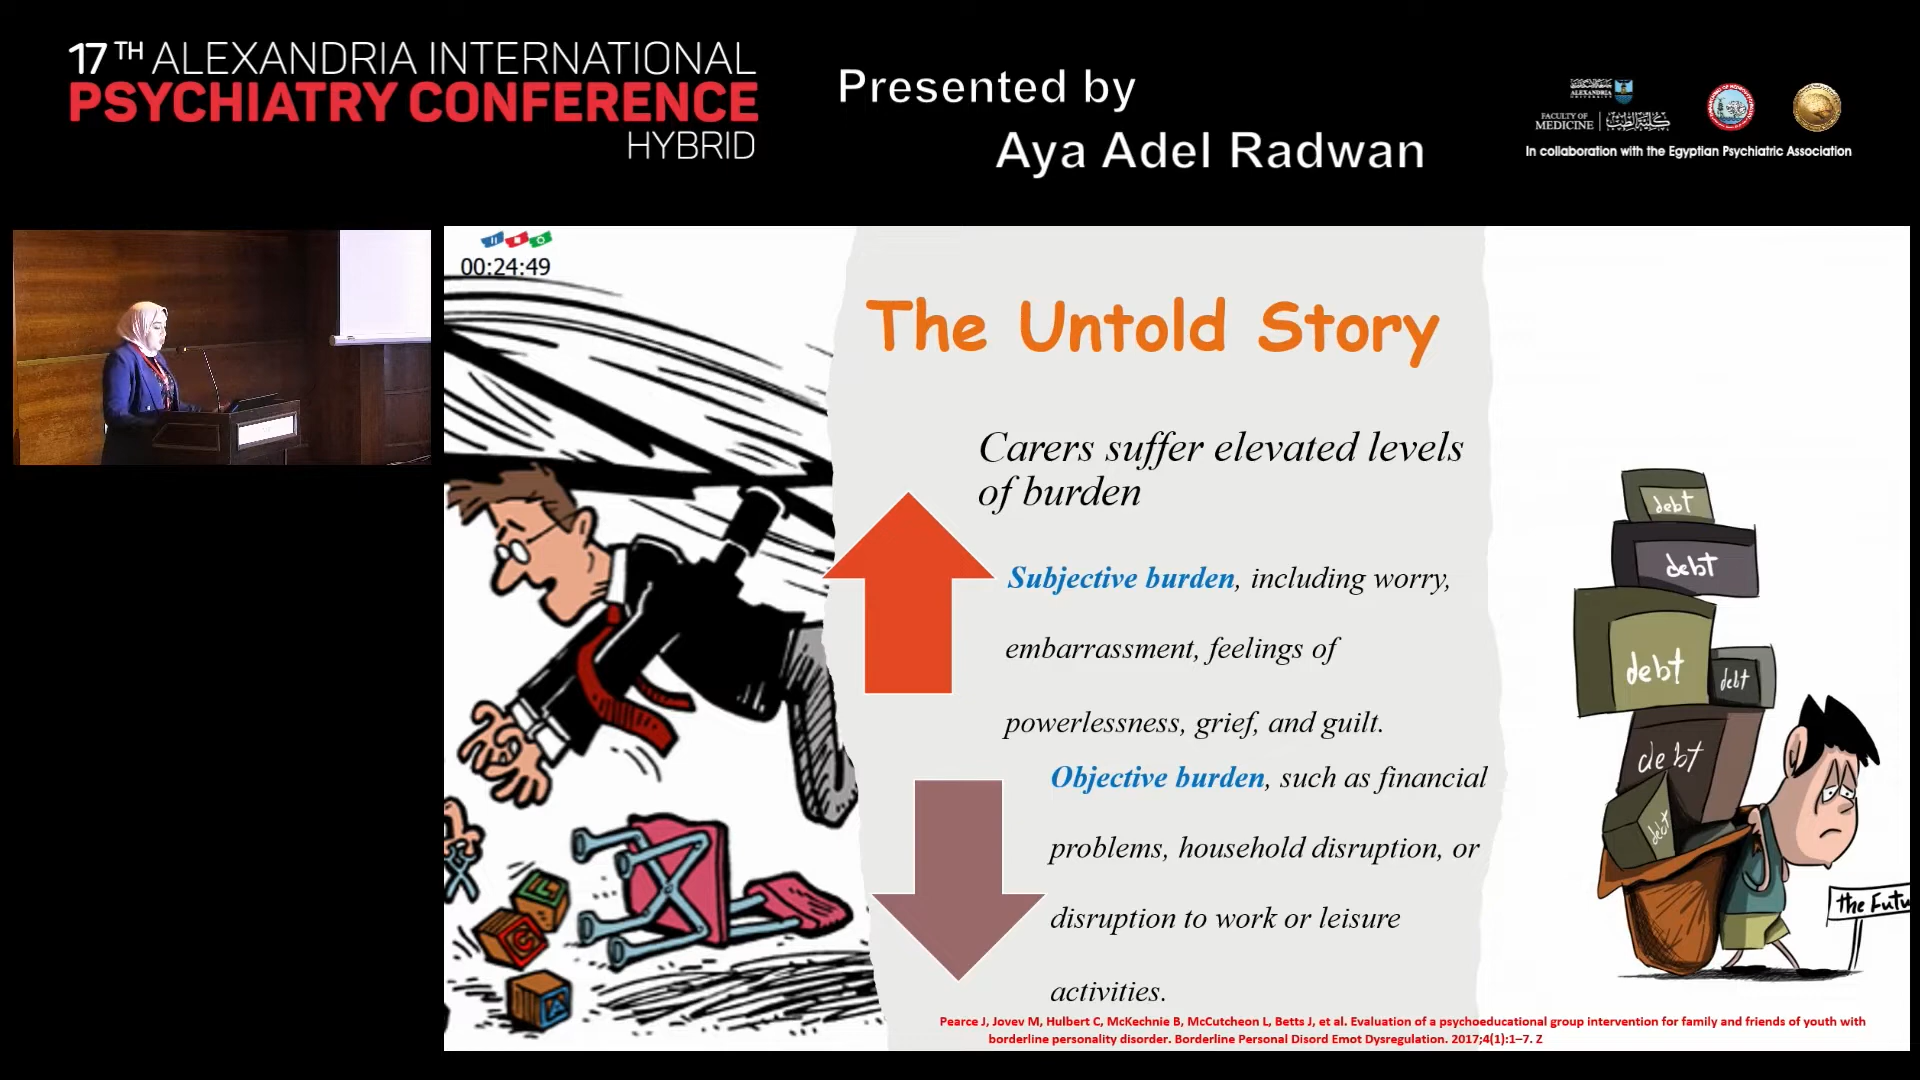 17TH ALEXANDRIA INTERNATIONAL
PSYCHIATRY CONFERENCE
HYBRID
Presented by
Aya Adel Radwan
ALEXANDRIA
FACULTY OF
MEDICINE
كلية الطب
In collaboration with the Egyptian Psychiatric Association
00:24:49
The Untold Story
Carers suffer elevated levels
of burden
Subjective burden, including worry,
embarrassment, feelings of
powerlessness, grief, and guilt.
Objective burden, such as financial
problems, household disruption, or
disruption to work or leisure
activities.
debt
debt
debt
debt
debt
debt
the Futu
Pearce J, Jovev M, Hulbert C, McKechnie B, McCutcheon L, Betts J, et al. Evaluation of a psychoeducational group intervention for family and friends of youth with
borderline personality disorder. Borderline Personal Disord Emot Dysregulation. 2017;4(1):1–7. Z